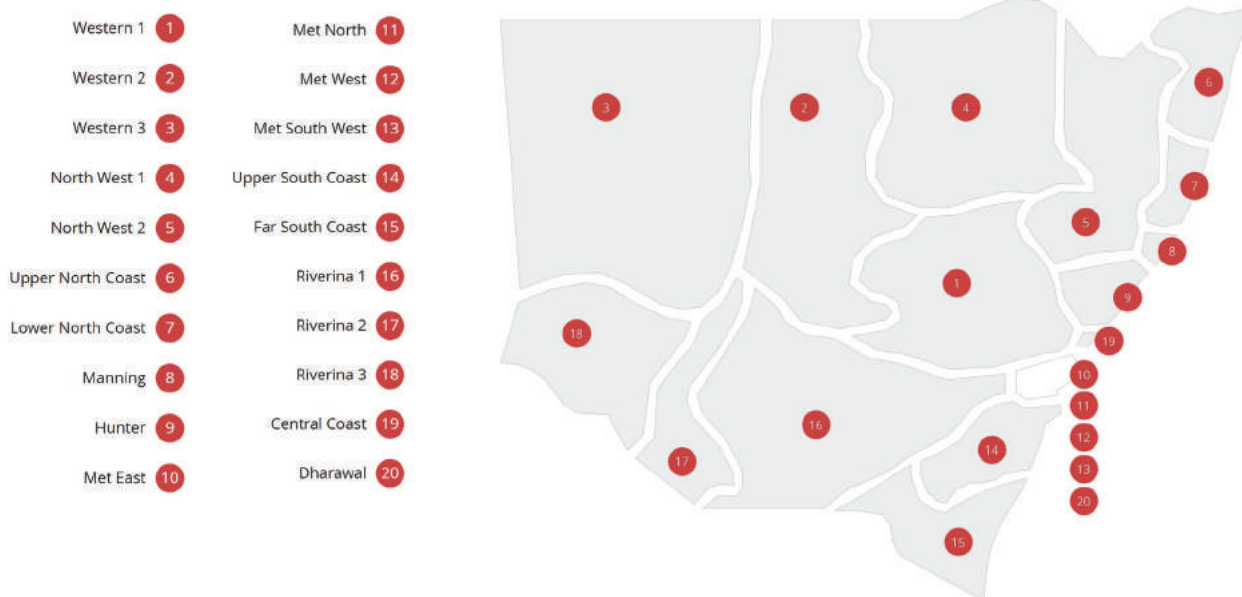 Western 1 1
Western 2 2
Western 3 3
North West 1 4
North West 2 5
Upper North Coast 6
Lower North Coast 7
Manning 8
Hunter 9
Met East 10
Met North 11
Met West 12
Met South West 13
Upper South Coast 14
Far South Coast 15
Riverina 1 16
Riverina 2 17
Riverina 3 18
Central Coast 19
Dharawal 20
6
3
2
4
7
5
8
1
9
18
19
10
11
16
12
14
17
13
20
15